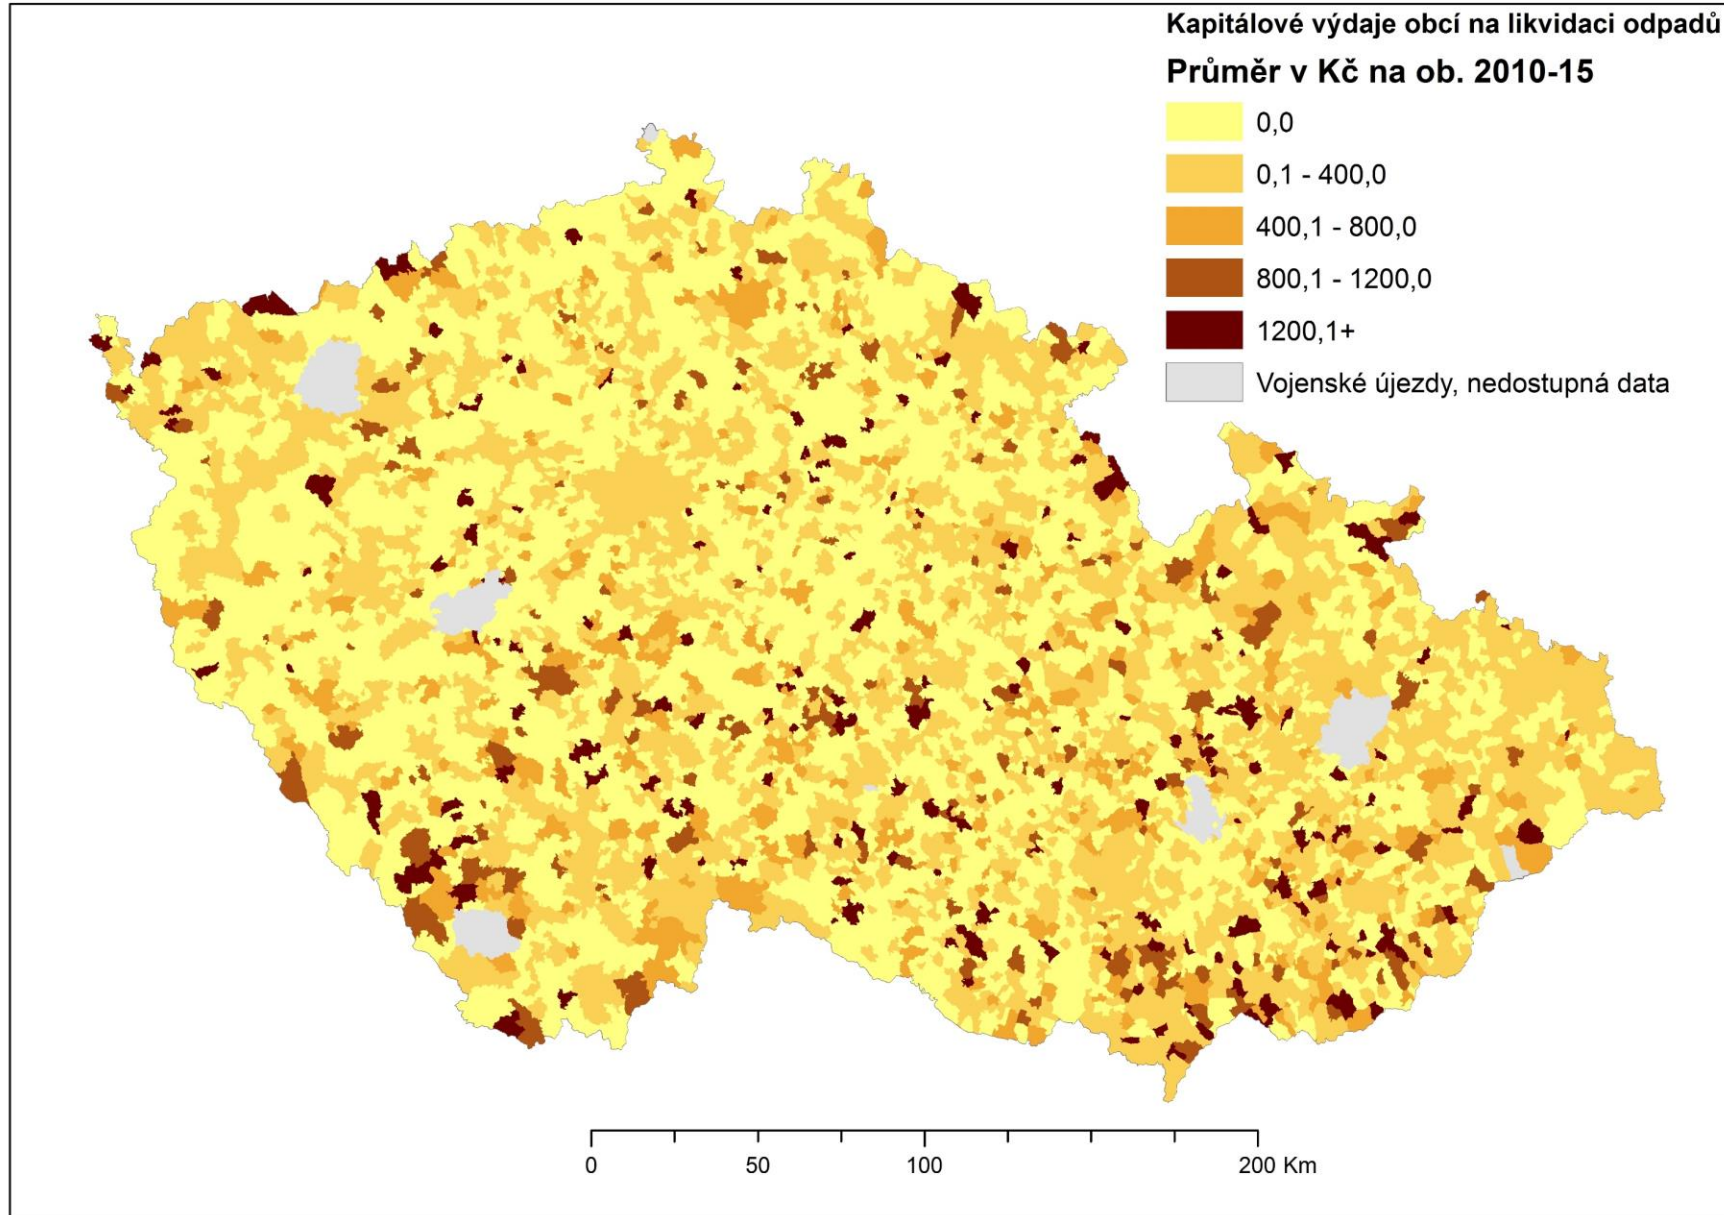 Kapitálové výdaje obcí na likvidaci odpadů
Průměr v Kč na ob. 2010-15
0,0
0,1 - 400,0
400,1 - 800,0
800,1 - 1200,0
1200,1+
Vojenské újezdy, nedostupná data
0 50 100 200 Km